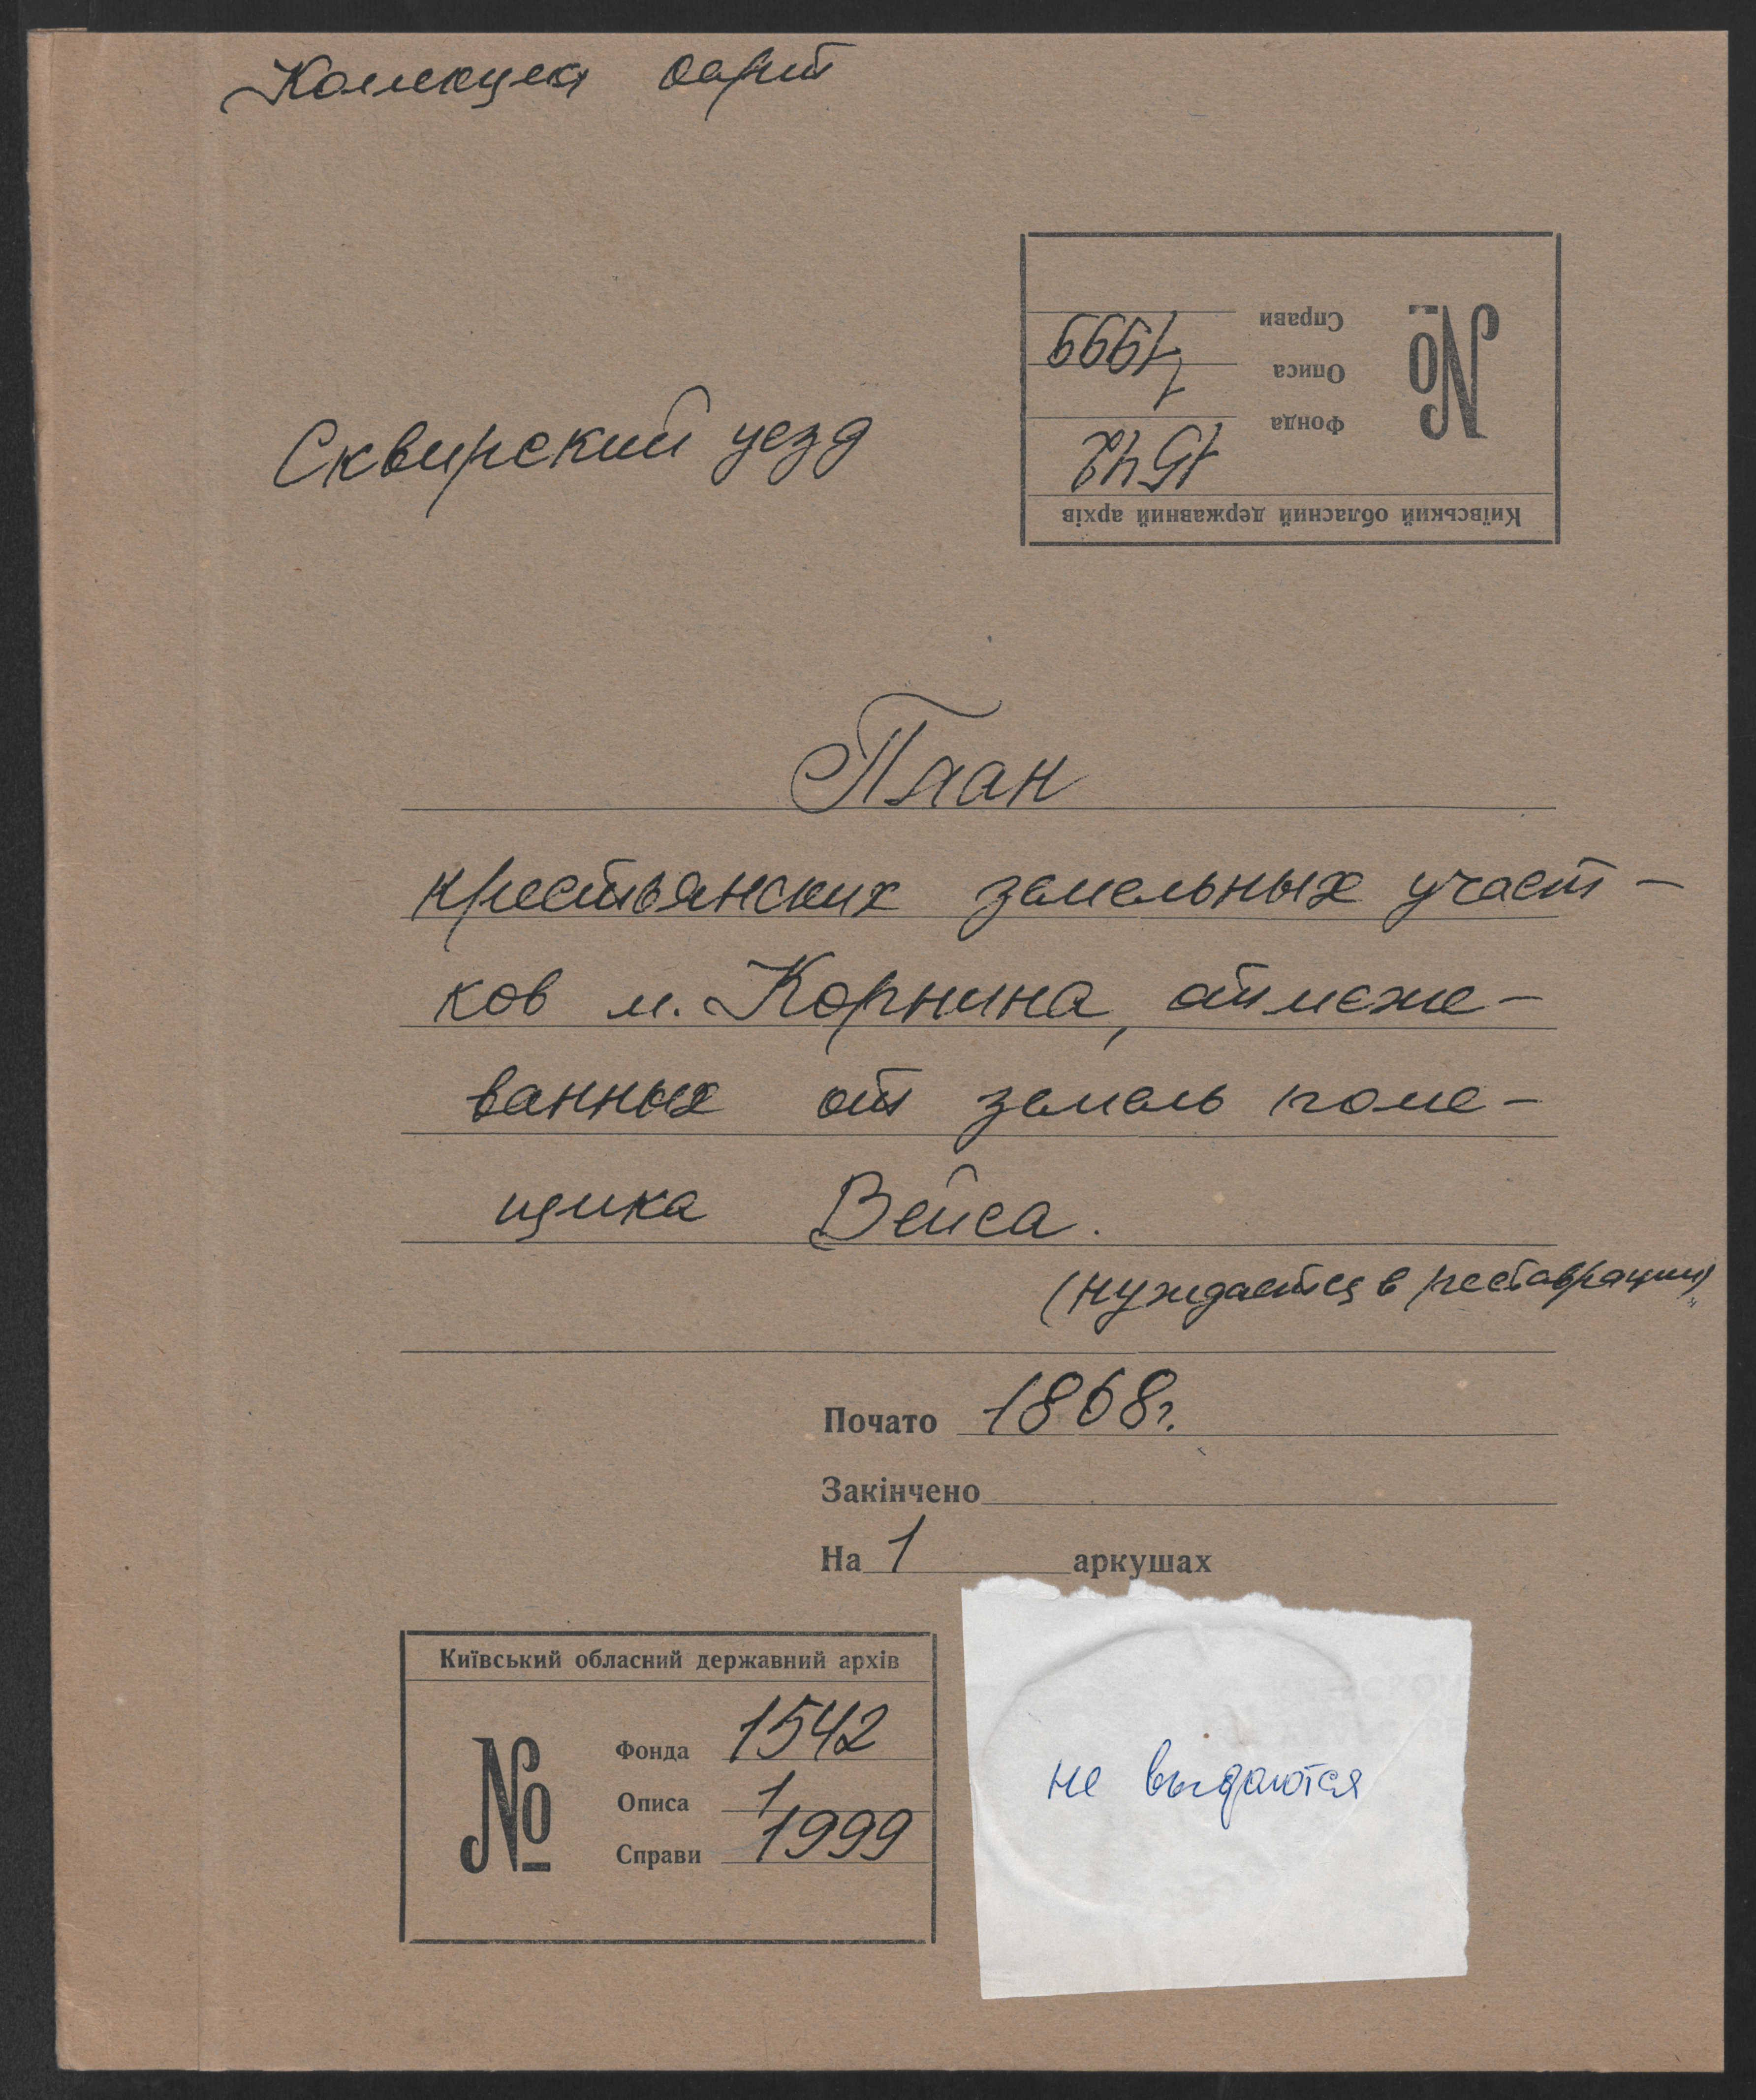 Коллекция карт
Справи 1999
Описа 1
Фонда 1542
№
Київський обласний державний архів
Сквирский уезд
План
крестьянских земельных участ-
ков м. Корнина, отмеже-
ванных от земель поме-
щика Вейса.
(нуждается в реставрации)
Почато 1868г.
Закінчено
На 1 аркушах
Київський обласний державний архів
№
Фонда 1542
Описа 1
Справи 1999
не выдаются